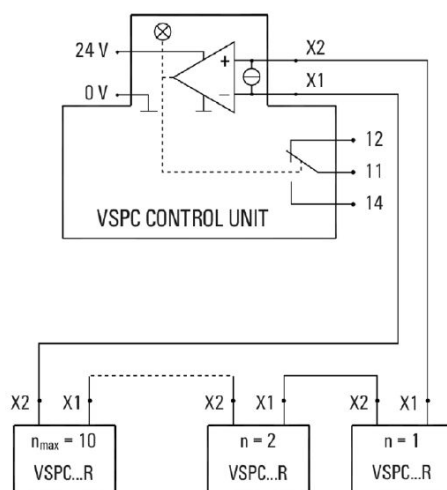 24 V
0 V
+
−
X2
X1
12
11
14
VSPC CONTROL UNIT
X2 X1 X2 X1 X2 X1
nmax = 10 n = 2 n = 1
VSPC...R VSPC...R VSPC...R